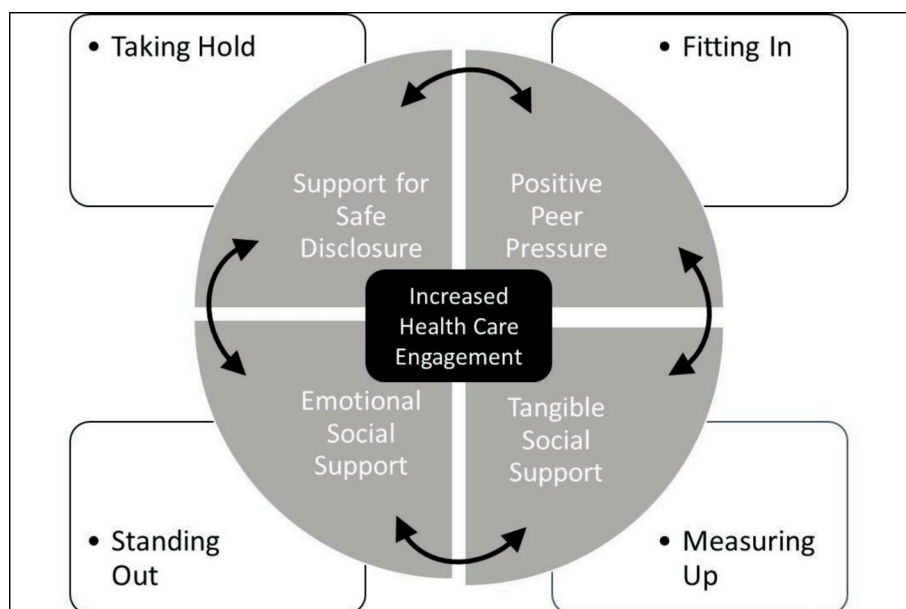 • Taking Hold
• Fitting In
Support for
Safe
Disclosure
Positive
Peer
Pressure
Increased
Health Care
Engagement
Emotional
Social
Support
Tangible
Social
Support
• Standing
Out
• Measuring
Up